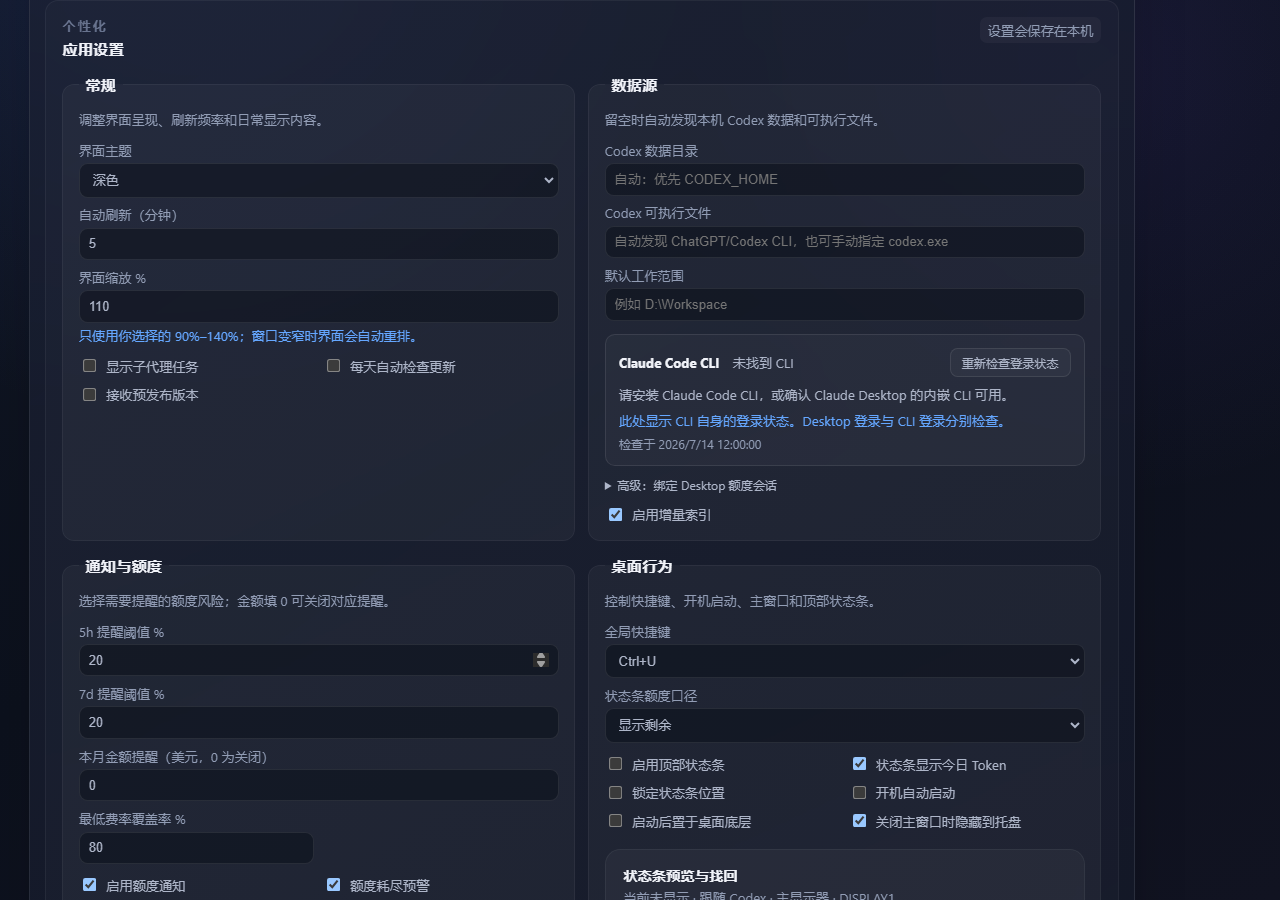 个性化
应用设置
设置会保存在本机
常规
调整界面呈现、刷新频率和日常显示内容。
界面主题
深色
自动刷新（分钟）
5
界面缩放 %
110
只使用你选择的 90%–140%；窗口变窄时界面会自动重排。
显示子代理任务
每天自动检查更新
接收预发布版本
数据源
留空时自动发现本机 Codex 数据和可执行文件。
Codex 数据目录
自动：优先 CODEX_HOME
Codex 可执行文件
自动发现 ChatGPT/Codex CLI，也可手动指定 codex.exe
默认工作范围
例如 D:\Workspace
Claude Code CLI 未找到 CLI
重新检查登录状态
请安装 Claude Code CLI，或确认 Claude Desktop 的内嵌 CLI 可用。
此处显示 CLI 自身的登录状态。Desktop 登录与 CLI 登录分别检查。
检查于 2026/7/14 12:00:00
高级：绑定 Desktop 额度会话
启用增量索引
通知与额度
选择需要提醒的额度风险；金额填 0 可关闭对应提醒。
5h 提醒阈值 %
20
7d 提醒阈值 %
20
本月金额提醒（美元，0 为关闭）
0
最低费率覆盖率 %
80
启用额度通知
额度耗尽预警
桌面行为
控制快捷键、开机启动、主窗口和顶部状态条。
全局快捷键
Ctrl+U
状态条额度口径
显示剩余
启用顶部状态条
状态条显示今日 Token
锁定状态条位置
开机自动启动
启动后置于桌面底层
关闭主窗口时隐藏到托盘
状态条预览与找回
当前未显示 · 跟随 Codex · 主显示器 · DISPLAY1